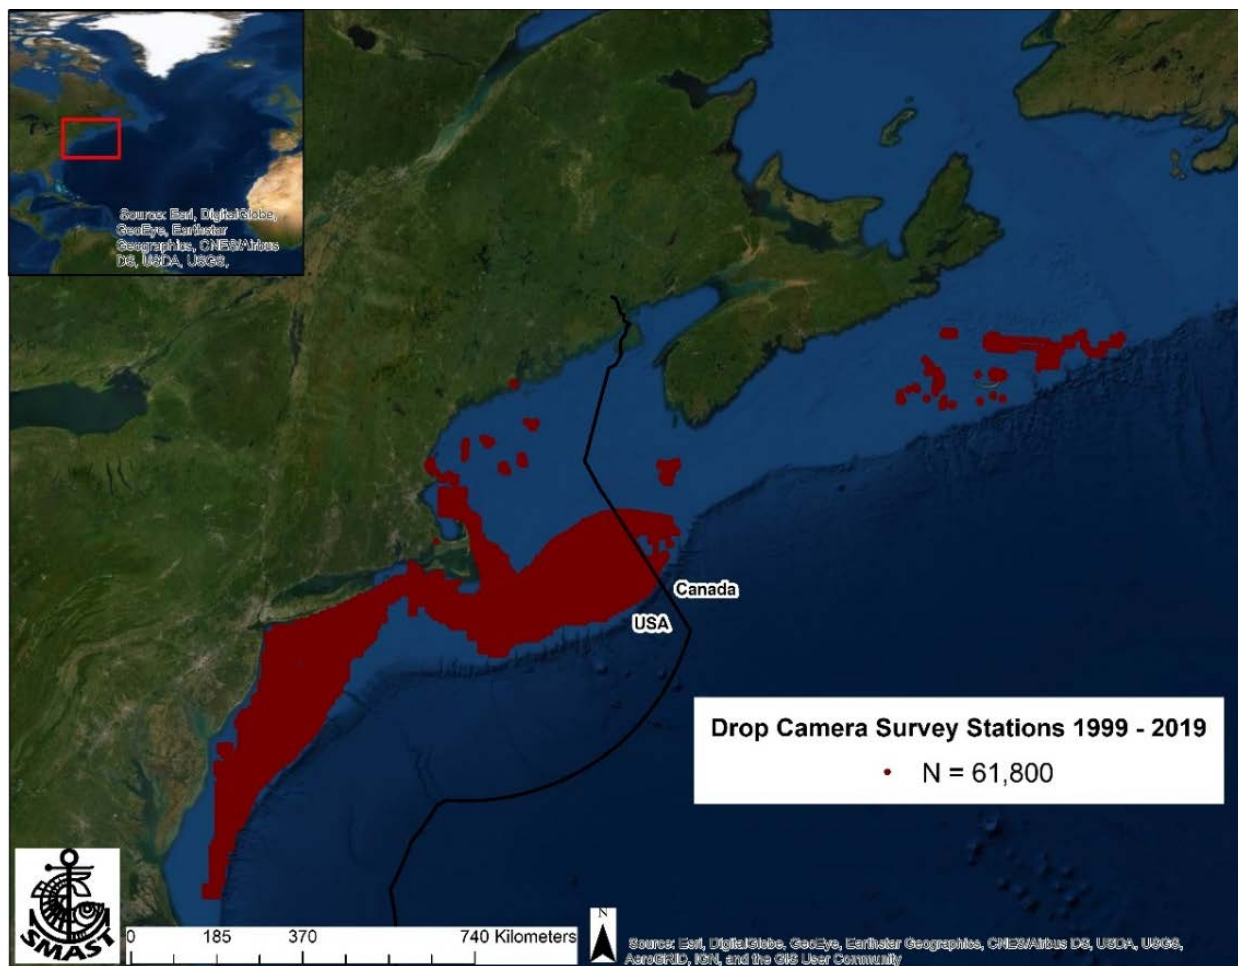 Source: Esri, DigitalGlobe,
GeoEye, Earthstar
Geographics, CNES/Airbus
DS, USDA, USGS,
Canada
USA
Drop Camera Survey Stations 1999 - 2019
N = 61,800
SMAST
0 185 370 740 Kilometers
N
Source: Esri, DigitalGlobe, GeoEye, Earthstar Geographics, CNES/Airbus DS, USDA, USGS,
AeroGRID, IGN, and the GIS User Community